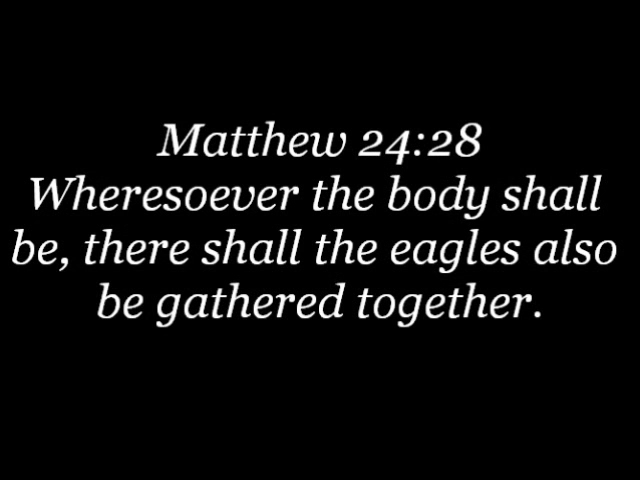 Matthew 24:28
Wheresoever the body shall
be, there shall the eagles also
be gathered together.